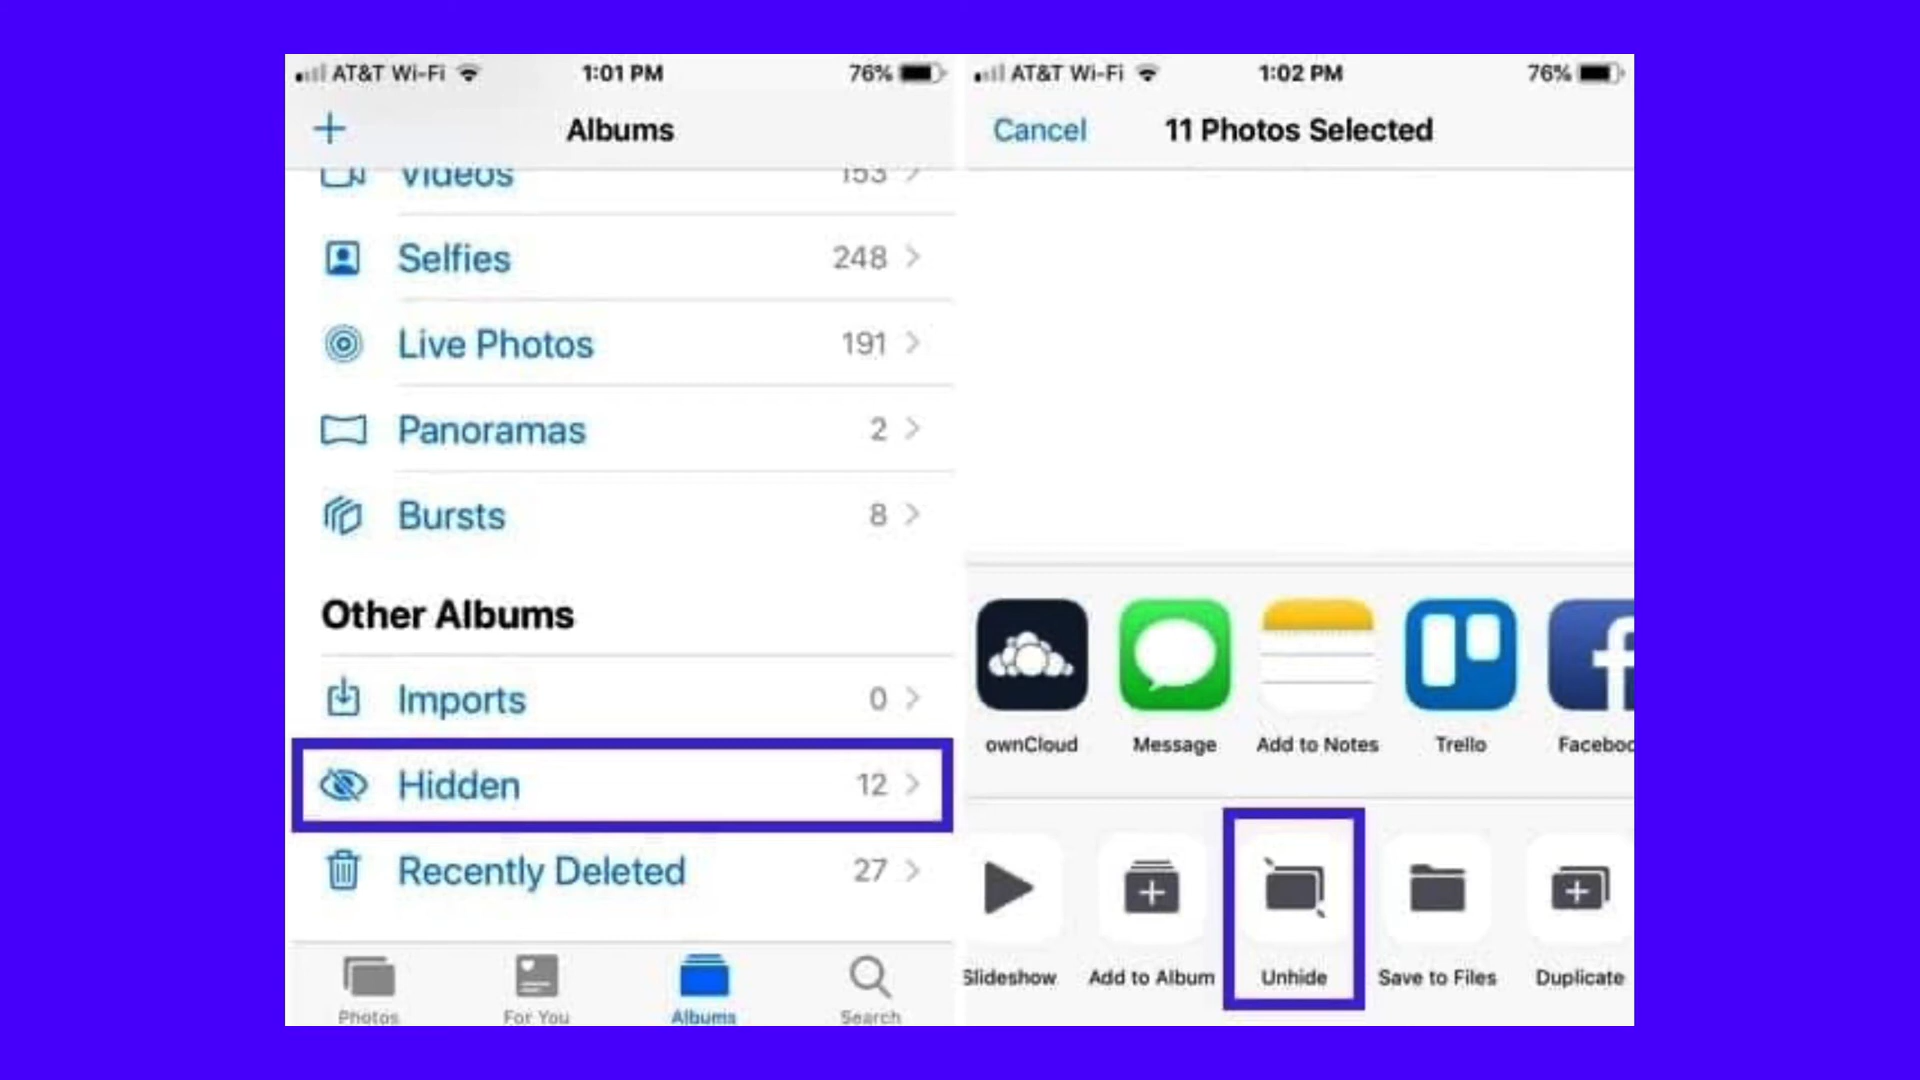 AT&T Wi-Fi 1:01 PM 76%
Albums
Videos 153
Selfies 248
Live Photos 191
Panoramas 2
Bursts 8
Other Albums
Imports 0
Hidden 12
Recently Deleted 27
Photos For You Albums Search
AT&T Wi-Fi 1:02 PM 76%
Cancel 11 Photos Selected
ownCloud Message Add to Notes Trello Faceboo
Slideshow Add to Album Unhide Save to Files Duplicate